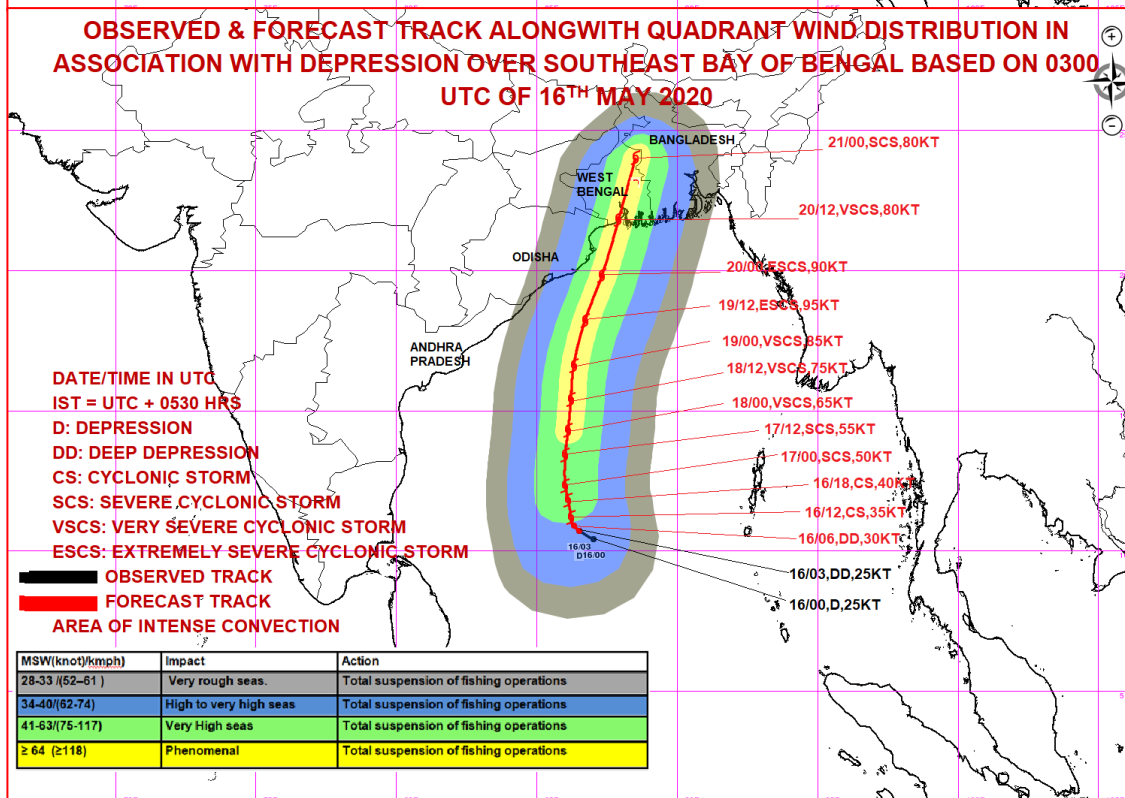 OBSERVED & FORECAST TRACK ALONGWITH QUADRANT WIND DISTRIBUTION IN
ASSOCIATION WITH DEPRESSION OVER SOUTHEAST BAY OF BENGAL BASED ON 0300
UTC OF 16TH MAY 2020
BANGLADESH
WEST
BENGAL
ODISHA
ANDHRA
PRADESH
21/00,SCS,80KT
20/12,VSCS,80KT
20/00,ESCS,90KT
19/12,ESCS,95KT
19/00,VSCS,85KT
18/12,VSCS,75KT
18/00,VSCS,65KT
17/12,SCS,55KT
17/00,SCS,50KT
16/18,CS,40KT
16/12,CS,35KT
16/06,DD,30KT
16/03,DD,25KT
16/00,D,25KT
16/03
D16/00
DATE/TIME IN UTC
IST = UTC + 0530 HRS
D: DEPRESSION
DD: DEEP DEPRESSION
CS: CYCLONIC STORM
SCS: SEVERE CYCLONIC STORM
VSCS: VERY SEVERE CYCLONIC STORM
ESCS: EXTREMELY SEVERE CYCLONIC STORM
OBSERVED TRACK
FORECAST TRACK
AREA OF INTENSE CONVECTION
MSW(knot)/kmph) Impact Action
28-33 /(52–61 ) Very rough seas. Total suspension of fishing operations
34-40/(62-74) High to very high seas Total suspension of fishing operations
41-63/(75-117) Very High seas Total suspension of fishing operations
≥ 64 (≥118) Phenomenal Total suspension of fishing operations